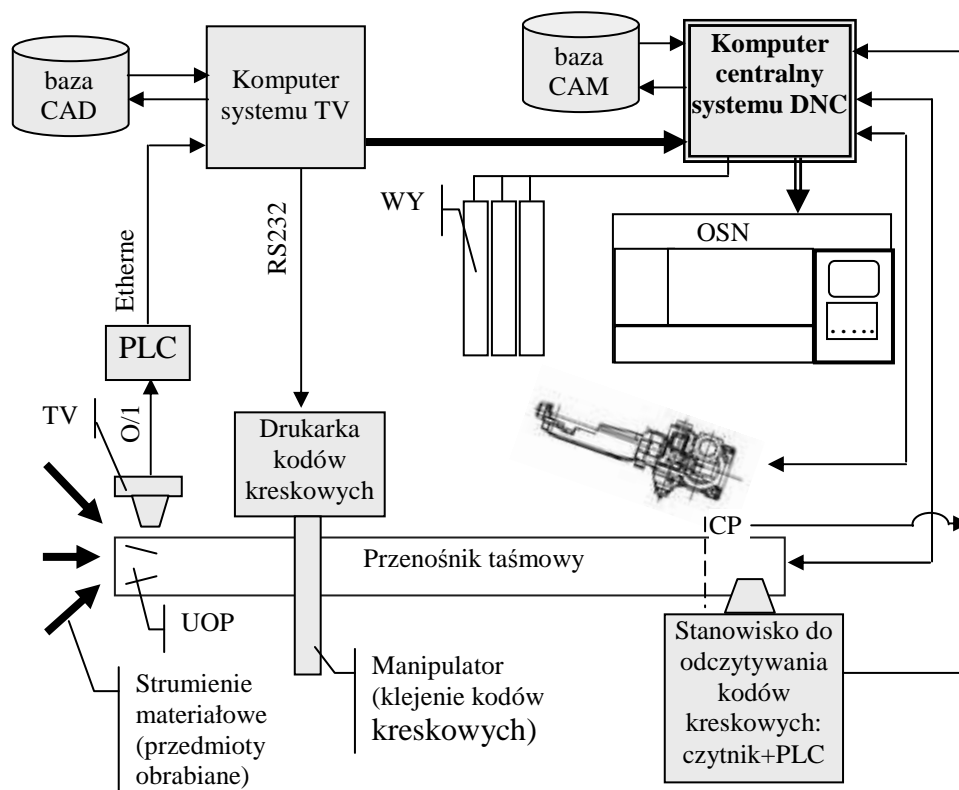 baza
CAD
Komputer
systemu TV
baza
CAM
Komputer
centralny
systemu DNC
WY
OSN
RS232
Etherne
PLC
TV
O/1
Drukarka
kodów
kreskowych
CP
Przenośnik taśmowy
UOP
Strumienie
materiałowe
(przedmioty
obrabiane)
Manipulator
(klejenie kodów
kreskowych)
Stanowisko do
odczytywania
kodów
kreskowych:
czytnik+PLC